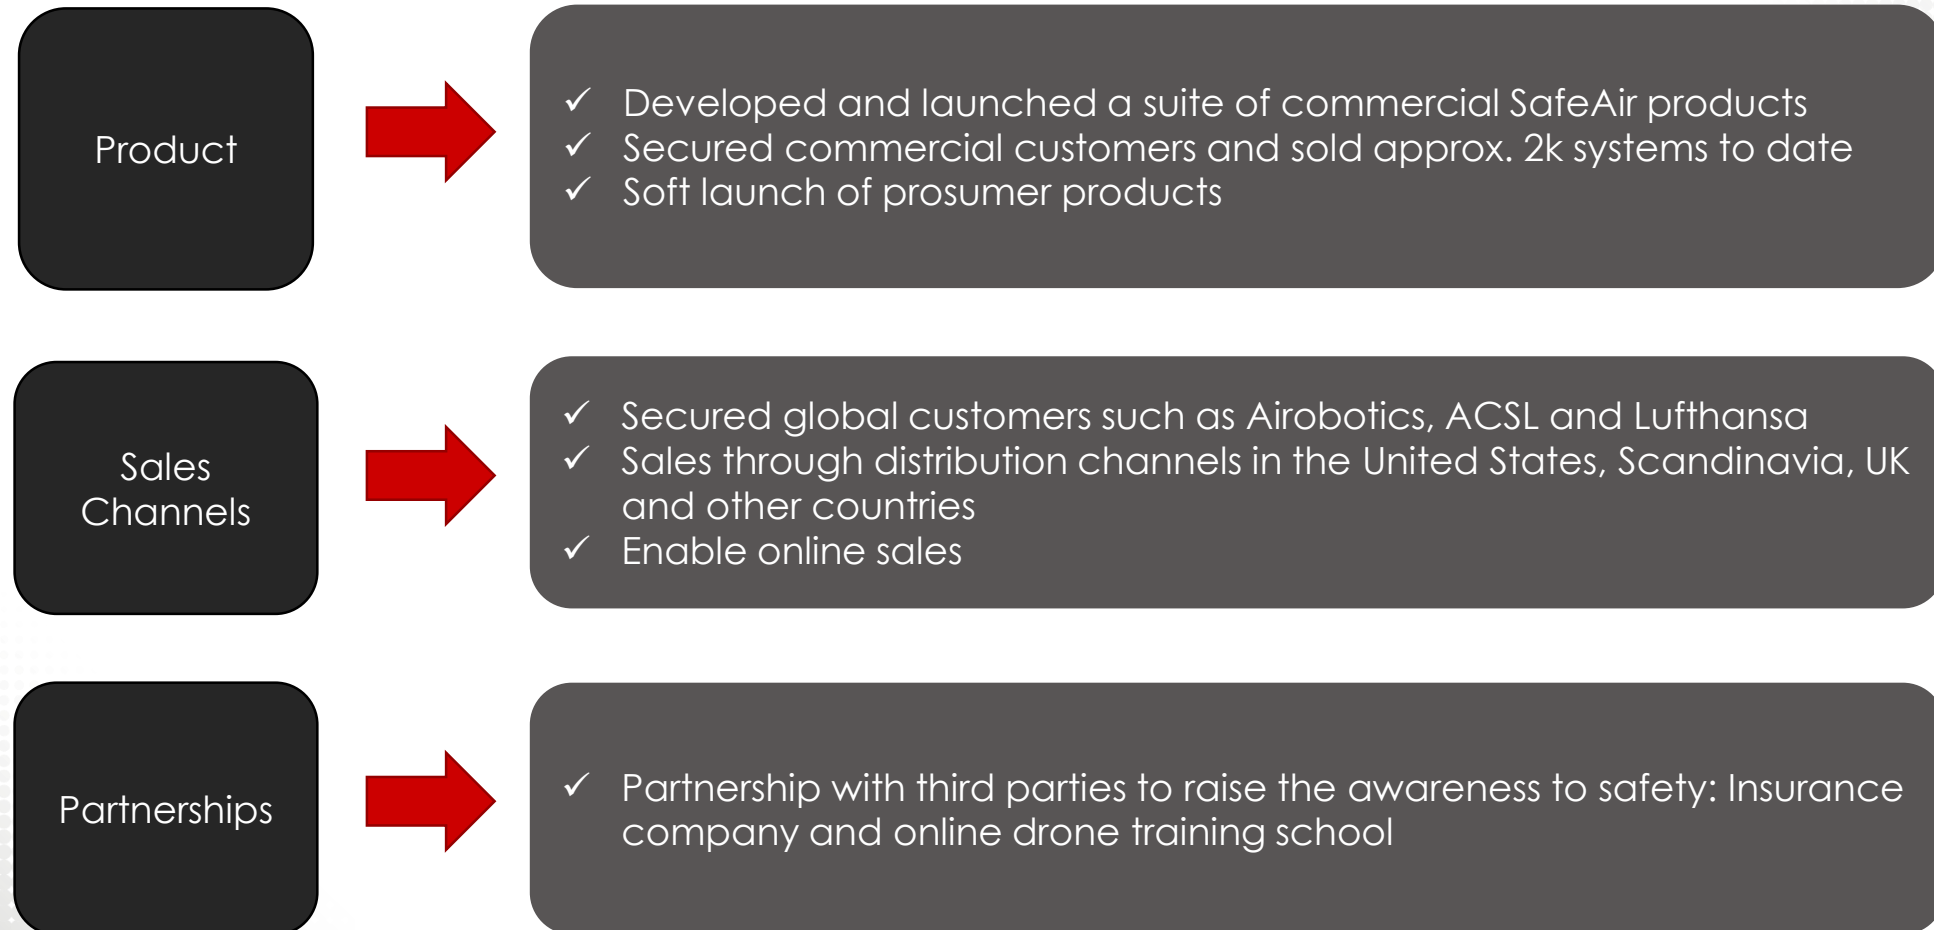 Product
✓ Developed and launched a suite of commercial SafeAir products
✓ Secured commercial customers and sold approx. 2k systems to date
✓ Soft launch of prosumer products
Sales
Channels
✓ Secured global customers such as Airobotics, ACSL and Lufthansa
✓ Sales through distribution channels in the United States, Scandinavia, UK
and other countries
✓ Enable online sales
Partnerships
✓ Partnership with third parties to raise the awareness to safety: Insurance
company and online drone training school